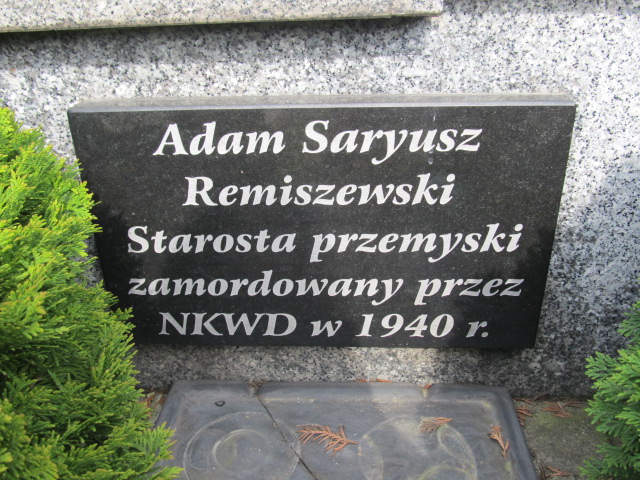 Adam Saryusz
Remiszewski
Starosta przemyski
zamordowany przez
NKWD w 1940 r.